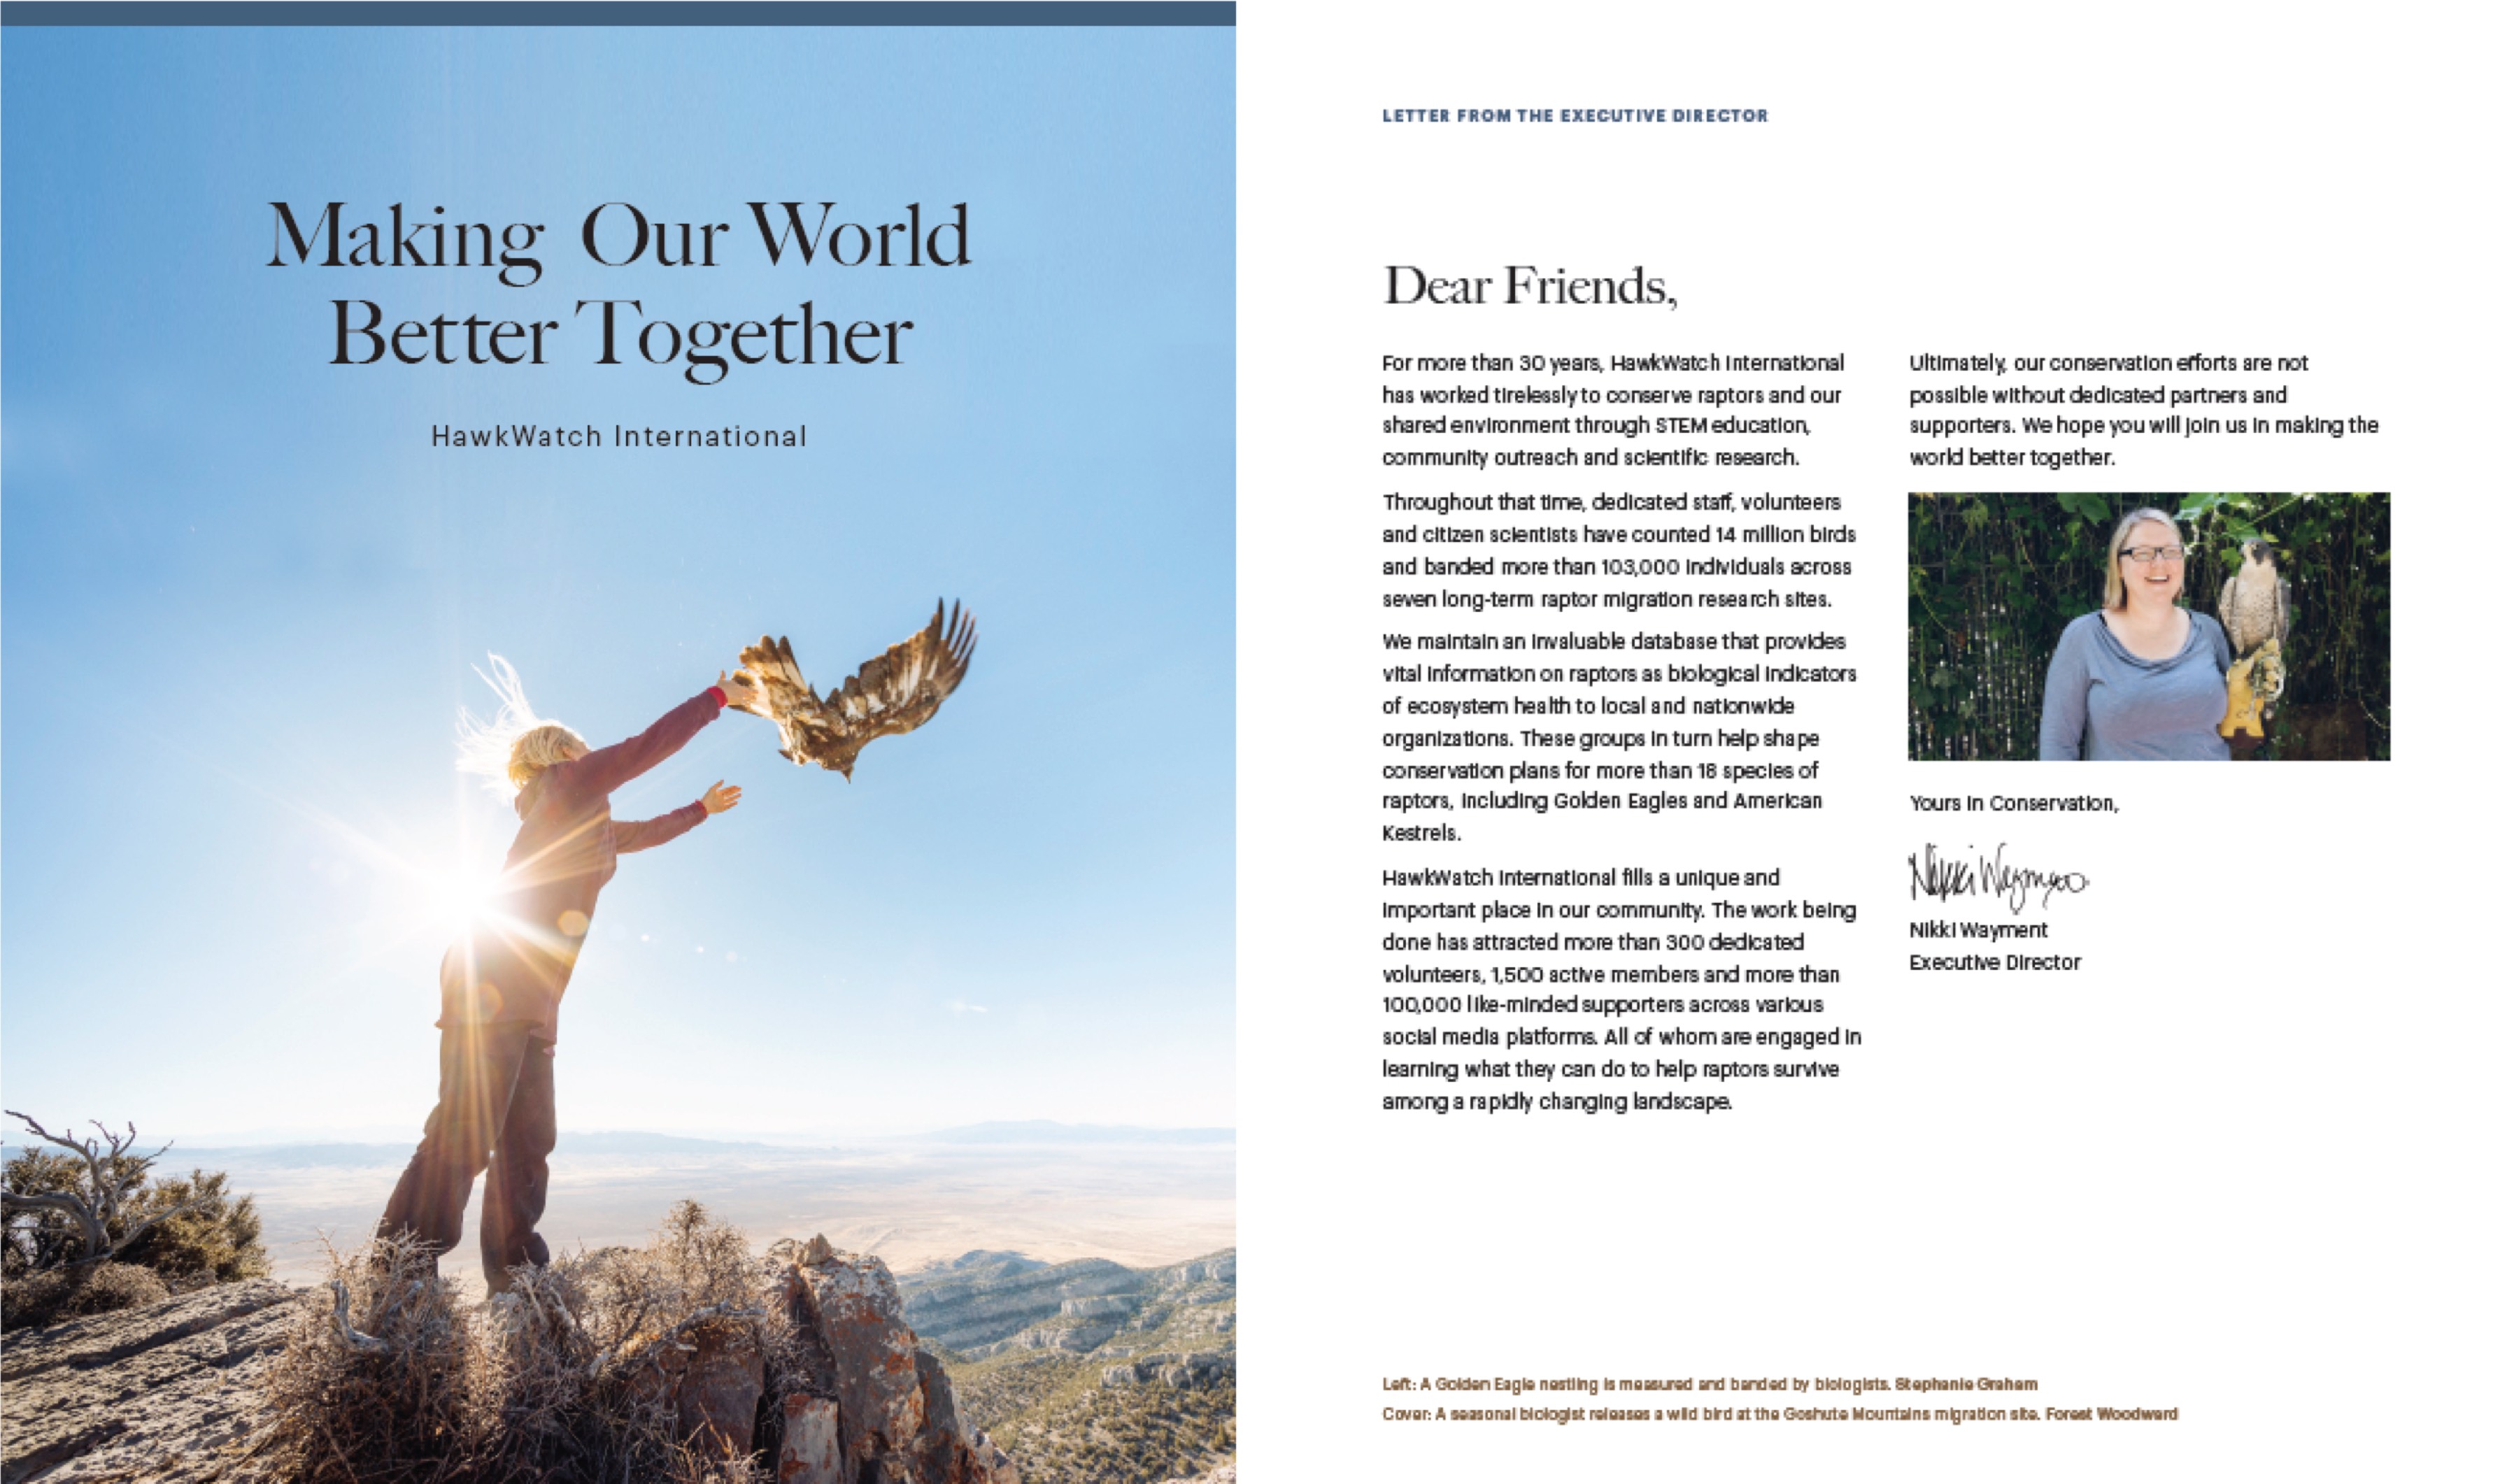 Making Our World
Better Together
HawkWatch International
LETTER FROM THE EXECUTIVE DIRECTOR
Dear Friends,
For more than 30 years, HawkWatch International
has worked tirelessly to conserve raptors and our
shared environment through STEM education,
community outreach and scientific research.
Throughout that time, dedicated staff, volunteers
and citizen scientists have counted 14 million birds
and banded more than 103,000 individuals across
seven long-term raptor migration research sites.
We maintain an invaluable database that provides
vital information on raptors as biological indicators
of ecosystem health to local and nationwide
organizations. These groups in turn help shape
conservation plans for more than 18 species of
raptors, including Golden Eagles and American
Kestrels.
HawkWatch International fills a unique and
important place in our community. The work being
done has attracted more than 300 dedicated
volunteers, 1,500 active members and more than
100,000 like-minded supporters across various
social media platforms. All of whom are engaged in
learning what they can do to help raptors survive
among a rapidly changing landscape.
Ultimately, our conservation efforts are not
possible without dedicated partners and
supporters. We hope you will join us in making the
world better together.
Yours in Conservation,
Nikki Wayment
Nikki Wayment
Executive Director
Left: A Golden Eagle nestling is measured and banded by biologists. Stephanie Graham
Cover: A seasonal biologist releases a wild bird at the Goshute Mountains migration site. Forest Woodward